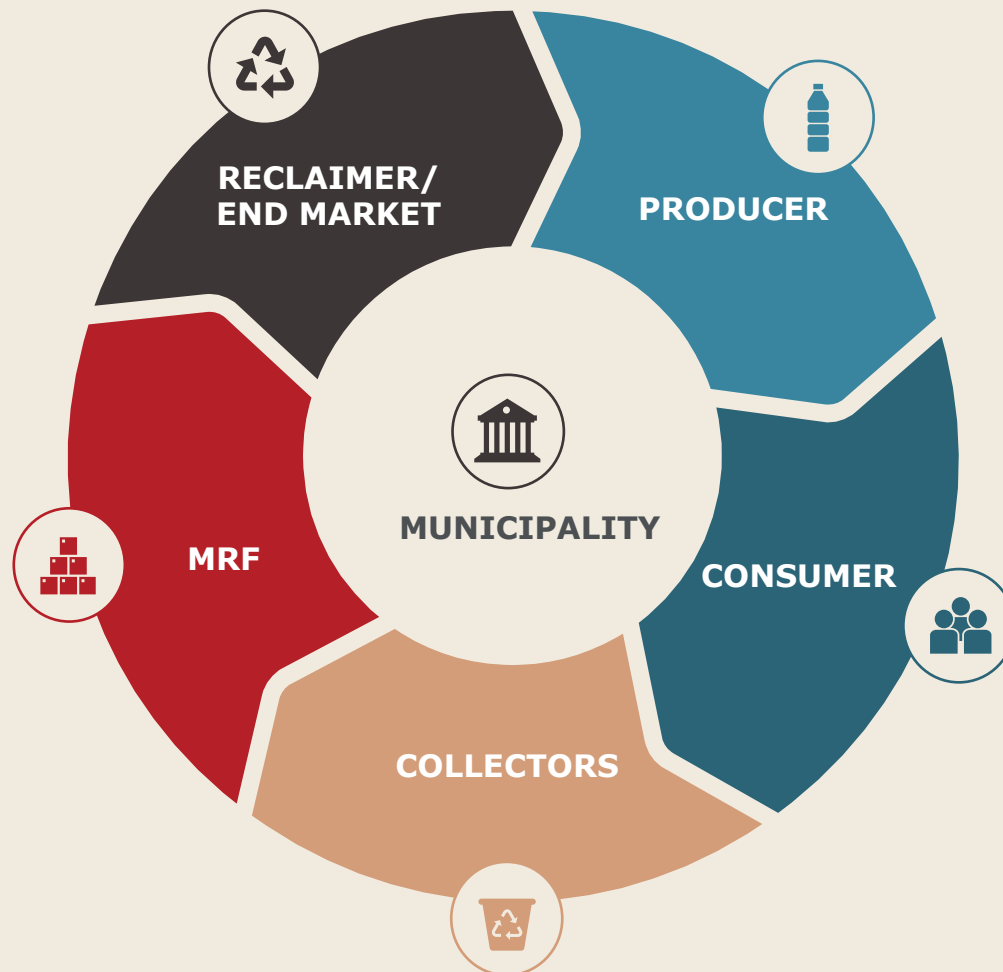 RECLAIMER/
END MARKET
PRODUCER
MUNICIPALITY
MRF
CONSUMER
COLLECTORS